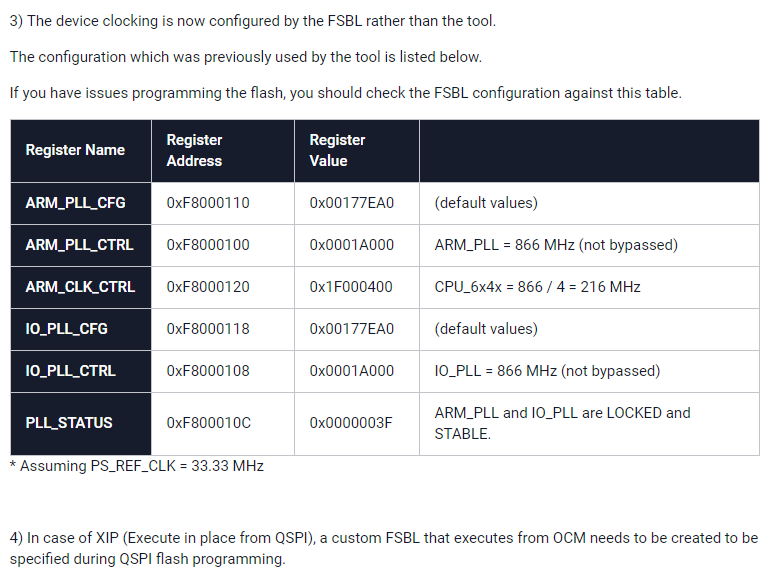 3) The device clocking is now configured by the FSBL rather than the tool.
The configuration which was previously used by the tool is listed below.
If you have issues programming the flash, you should check the FSBL configuration against this table.
Register Name Register Address Register Value
ARM_PLL_CFG 0xF8000110 0x00177EA0 (default values)
ARM_PLL_CTRL 0xF8000100 0x0001A000 ARM_PLL = 866 MHz (not bypassed)
ARM_CLK_CTRL 0xF8000120 0x1F000400 CPU_6x4x = 866 / 4 = 216 MHz
IO_PLL_CFG 0xF8000118 0x00177EA0 (default values)
IO_PLL_CTRL 0xF8000108 0x0001A000 IO_PLL = 866 MHz (not bypassed)
PLL_STATUS 0xF800010C 0x0000003F ARM_PLL and IO_PLL are LOCKED and STABLE.
* Assuming PS_REF_CLK = 33.33 MHz
4) In case of XIP (Execute in place from QSPI), a custom FSBL that executes from OCM needs to be created to be
specified during QSPI flash programming.